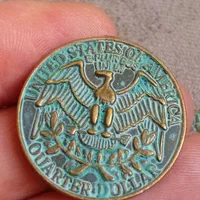 UNITED STATES OF AMERICA
QUARTER DOLLAR